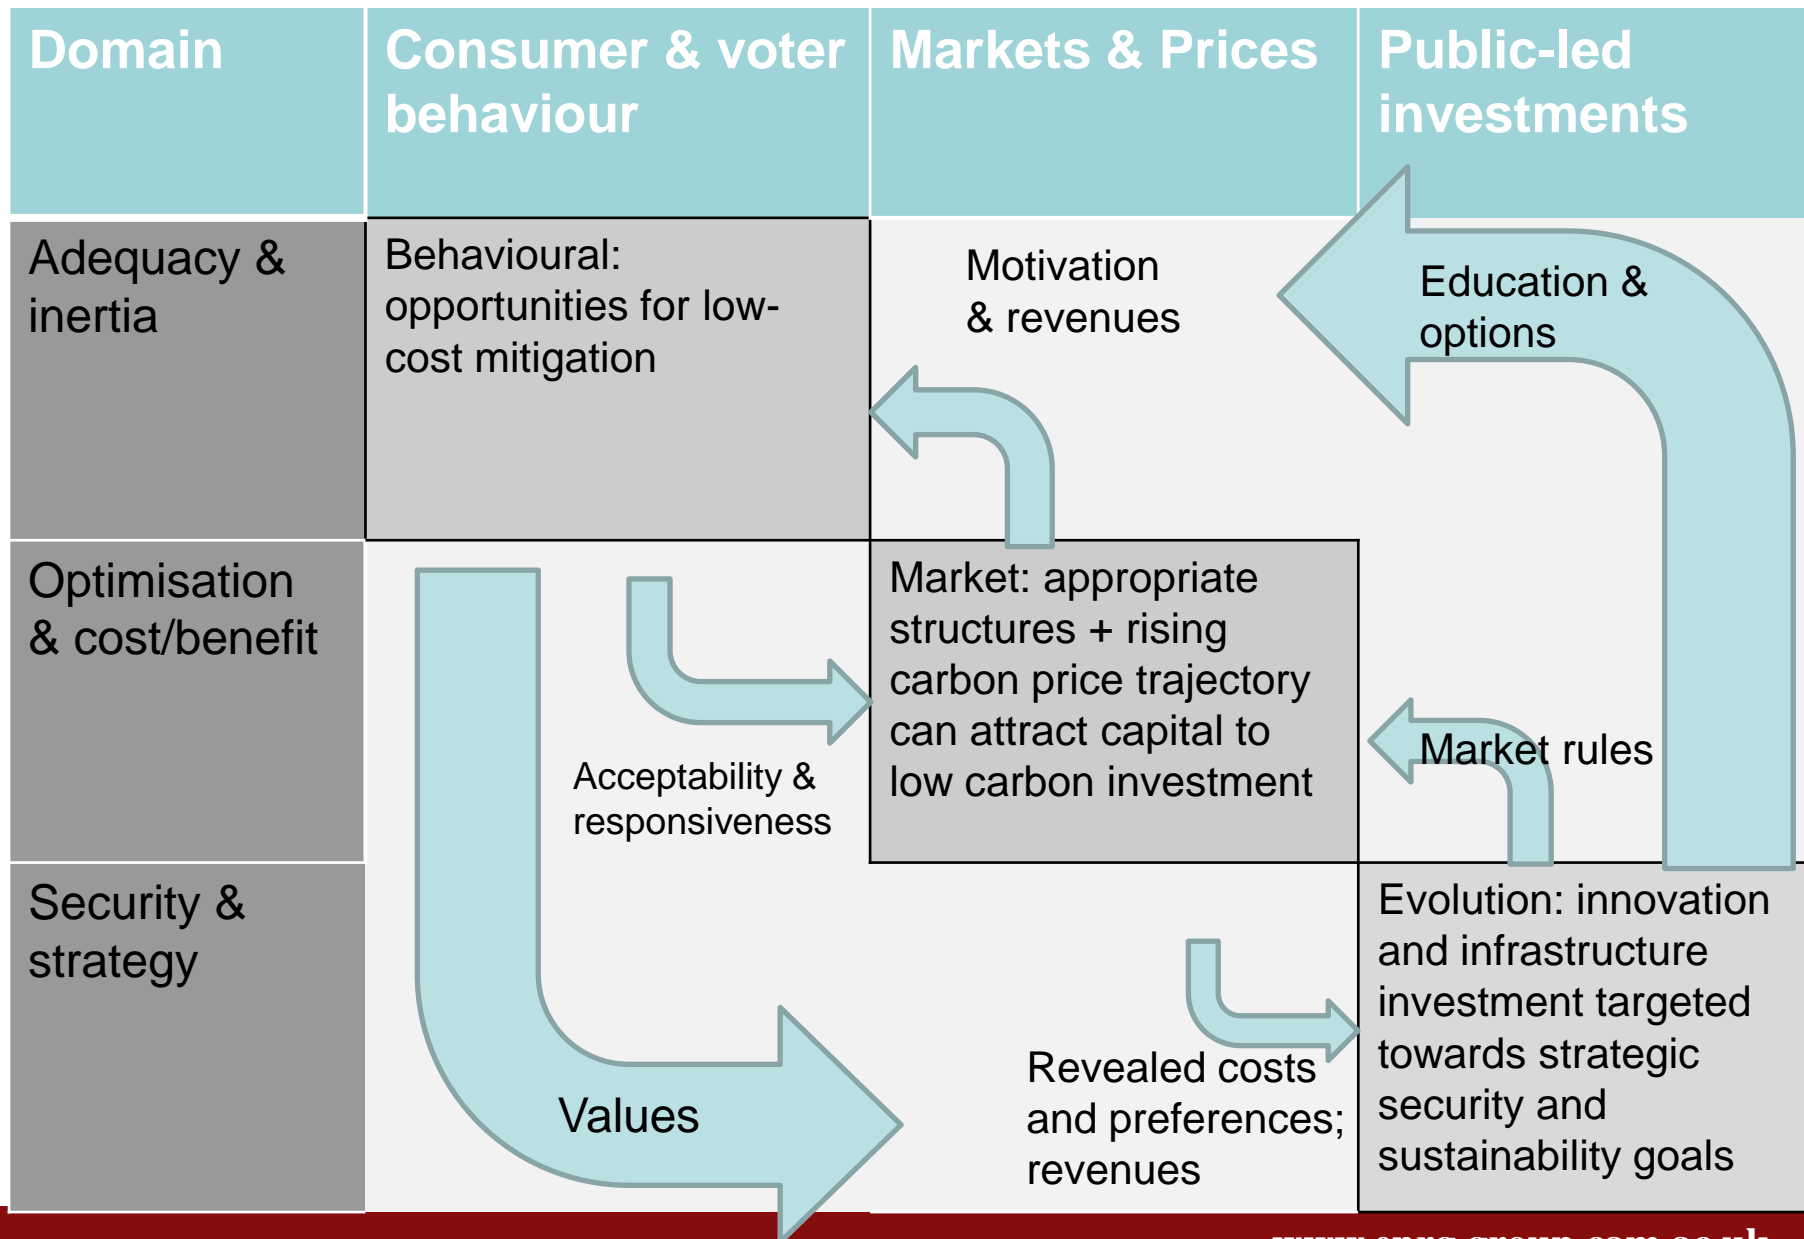 Domain
Consumer & voter
behaviour
Markets & Prices
Public-led
investments
Adequacy &
inertia
Behavioural:
opportunities for low-
cost mitigation
Motivation
& revenues
Education &
options
Optimisation
& cost/benefit
Acceptability &
responsiveness
Market: appropriate
structures + rising
carbon price trajectory
can attract capital to
low carbon investment
Market rules
Security &
strategy
Values
Revealed costs
and preferences;
revenues
Evolution: innovation
and infrastructure
investment targeted
towards strategic
security and
sustainability goals